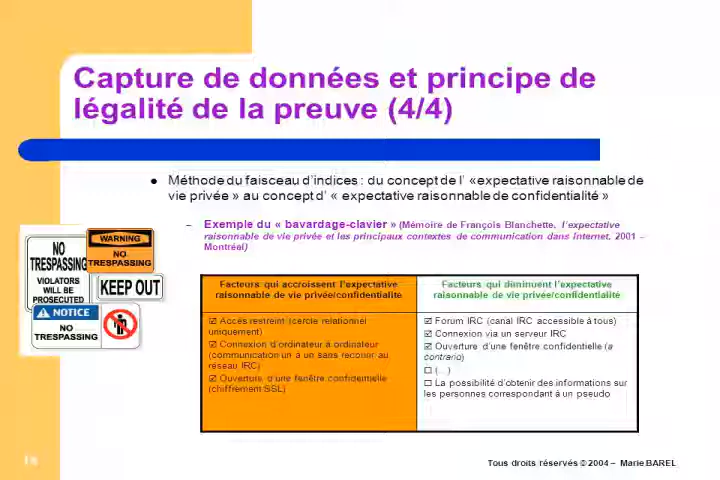 Capture de données et principe de
légalité de la preuve (4/4)
● Méthode du faisceau d'indices : du concept de l' «expectative raisonnable de
vie privée » au concept d' « expectative raisonnable de confidentialité »
– Exemple du « bavardage-clavier » (Mémoire de François Blanchette, l'expectative
raisonnable de vie privée et les principaux contextes de communication dans Internet, 2001 –
Montréal)
NO
TRESPASSING
VIOLATORS
WILL BE
PROSECUTED
WARNING
NO
TRESPASSING
KEEP OUT
NOTICE
NO
TRESPASSING
Facteurs qui accroissent l'expectative
raisonnable de vie privée/confidentialité
☑ Accès restreint (cercle relationnel
uniquement)
☑ Connexion d'ordinateur à ordinateur
(communication un à un sans recourir au
réseau IRC)
☑ Ouverture d'une fenêtre confidentielle
(chiffrement SSL)
Facteurs qui diminuent l'expectative
raisonnable de vie privée/confidentialité
☑ Forum IRC (canal IRC accessible à tous)
☑ Connexion via un serveur IRC
☑ Ouverture d'une fenêtre confidentielle (a
contrario)
☐ (...)
☐ La possibilité d'obtenir des informations sur
les personnes correspondant à un pseudo
Tous droits réservés © 2004 – Marie BAREL